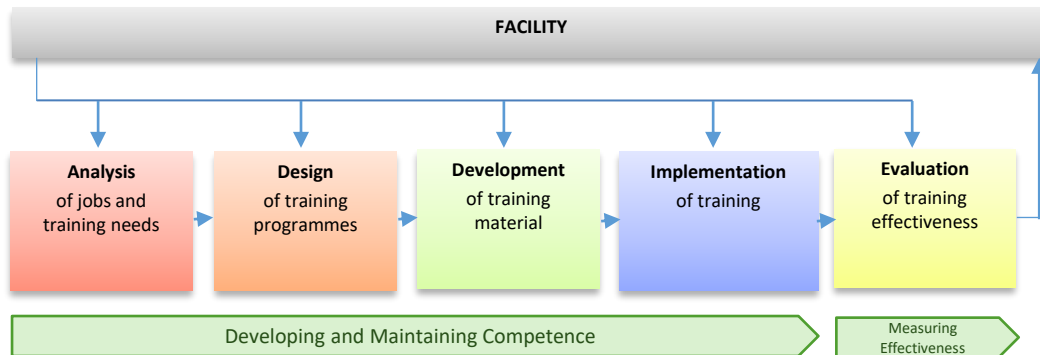 FACILITY
Analysis
of jobs and
training needs
Design
of training
programmes
Development
of training
material
Implementation
of training
Evaluation
of training
effectiveness
Developing and Maintaining Competence
Measuring
Effectiveness